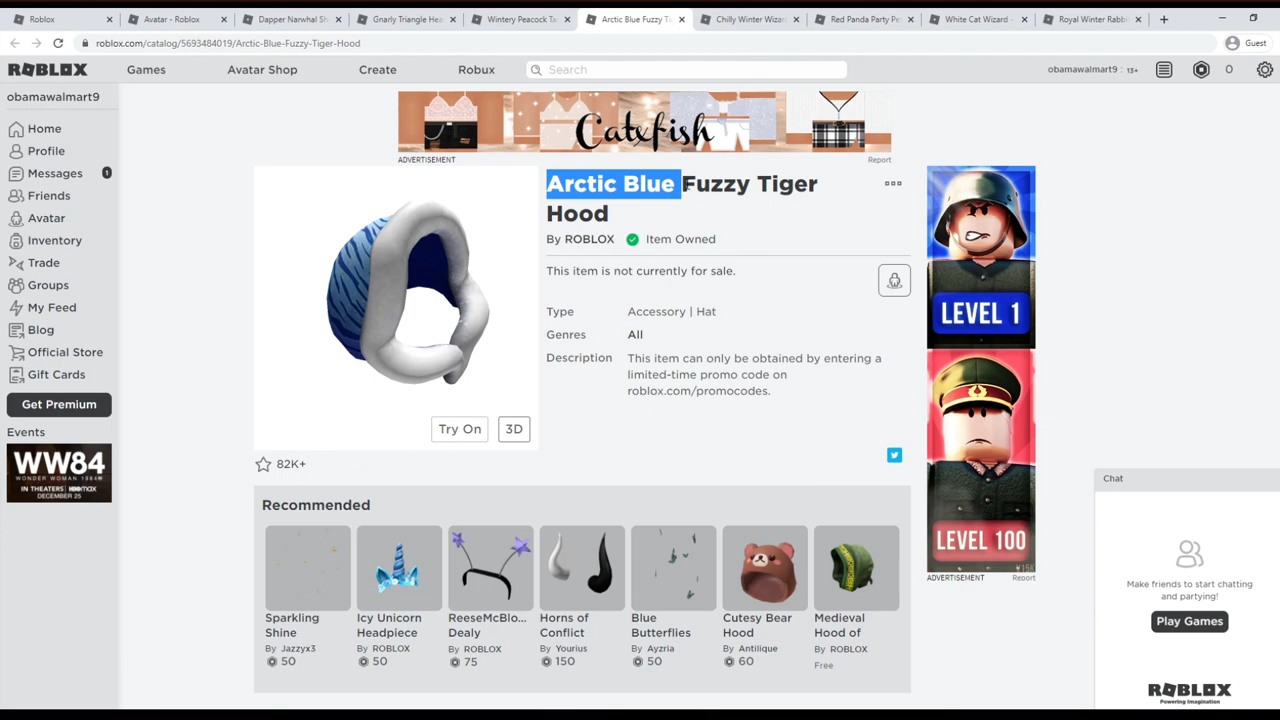 Roblox
Avatar - Roblox
Dapper Narwhal Sh
Gnarly Triangle Hea
Wintery Peacock Ta
Arctic Blue Fuzzy Ti
Chilly Winter Wizar
Red Panda Party Pe
White Cat Wizard -
Royal Winter Rabbi
roblox.com/catalog/5693484019/Arctic-Blue-Fuzzy-Tiger-Hood
Guest
ROBLOX
Games
Avatar Shop
Create
Robux
Search
obamawalmart9 : 13+
0
obamawalmart9
Home
Profile
Messages
1
Friends
Avatar
Inventory
Trade
Groups
My Feed
Blog
Official Store
Gift Cards
Get Premium
Events
WW84
WONDER WOMAN 1984
IN THEATERS | HBOMAX
DECEMBER 25
Catxfish
ADVERTISEMENT
Report
Arctic Blue Fuzzy Tiger
Hood
By ROBLOX
Item Owned
This item is not currently for sale.
Type
Accessory | Hat
Genres
All
Description
This item can only be obtained by entering a
limited-time promo code on
roblox.com/promocodes.
Try On
3D
82K+
LEVEL 1
LEVEL 100
ADVERTISEMENT
Report
Recommended
Sparkling
Shine
By Jazzyx3
50
Icy Unicorn
Headpiece
By ROBLOX
50
ReeseMcBlo...
Dealy
By ROBLOX
75
Horns of
Conflict
By Yourius
150
Blue
Butterflies
By Ayzria
50
Cutesy Bear
Hood
By Antilique
60
Medieval
Hood of
By ROBLOX
Free
Chat
Make friends to start chatting
and partying!
Play Games
ROBLOX
Powering Imagination